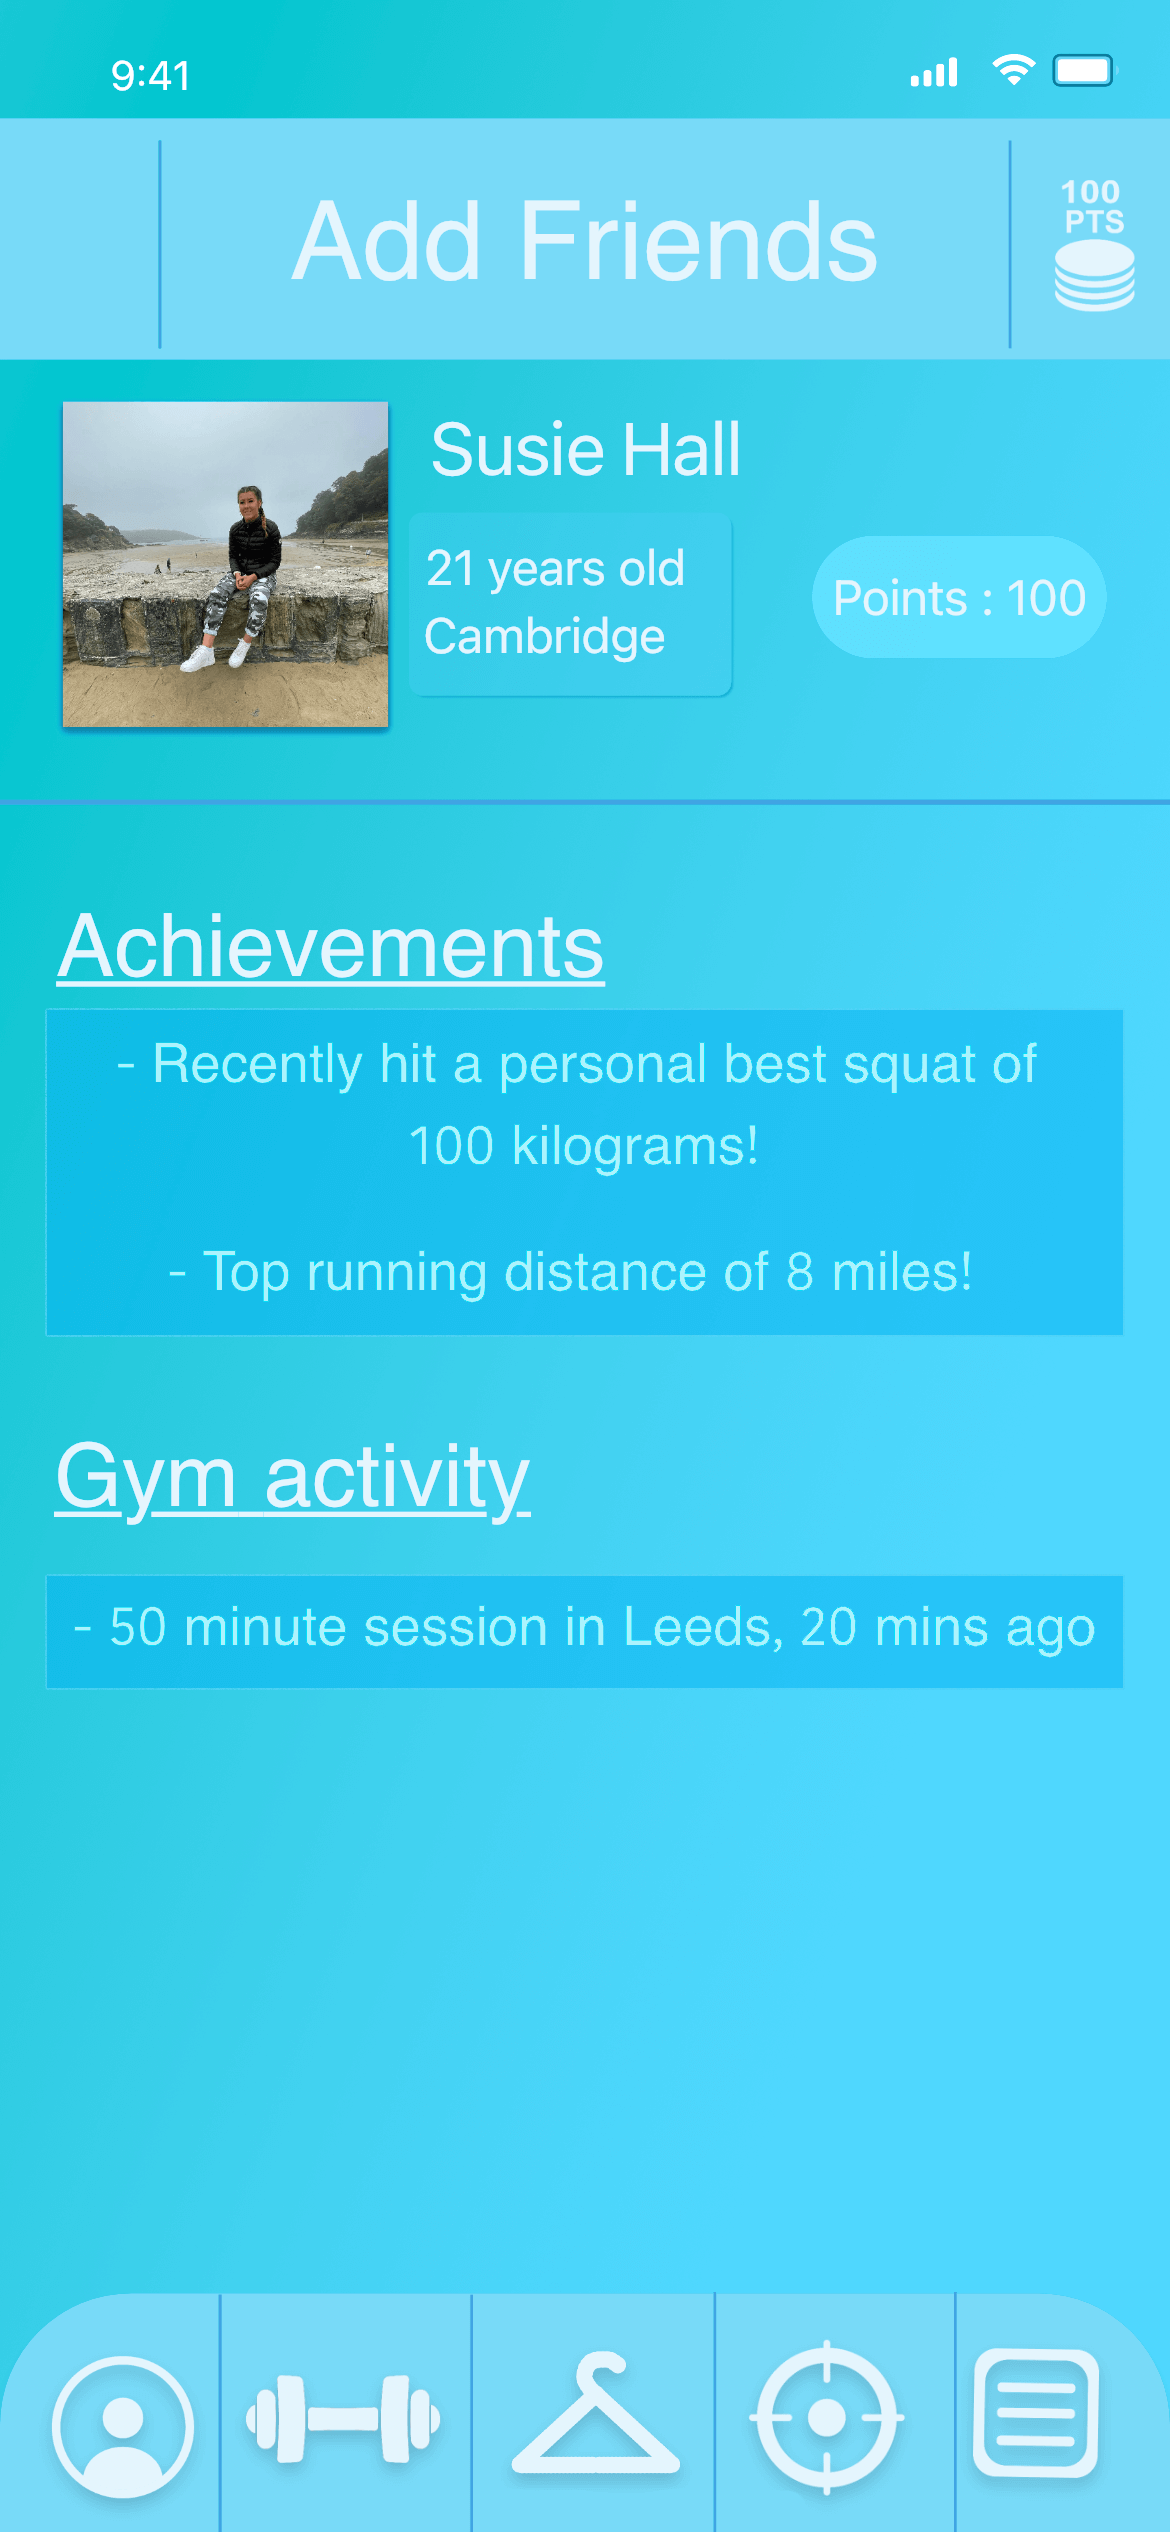 9:41
Add Friends
100
PTS
Susie Hall
21 years old
Cambridge
Points : 100
Achievements
- Recently hit a personal best squat of
100 kilograms!
- Top running distance of 8 miles!
Gym activity
- 50 minute session in Leeds, 20 mins ago